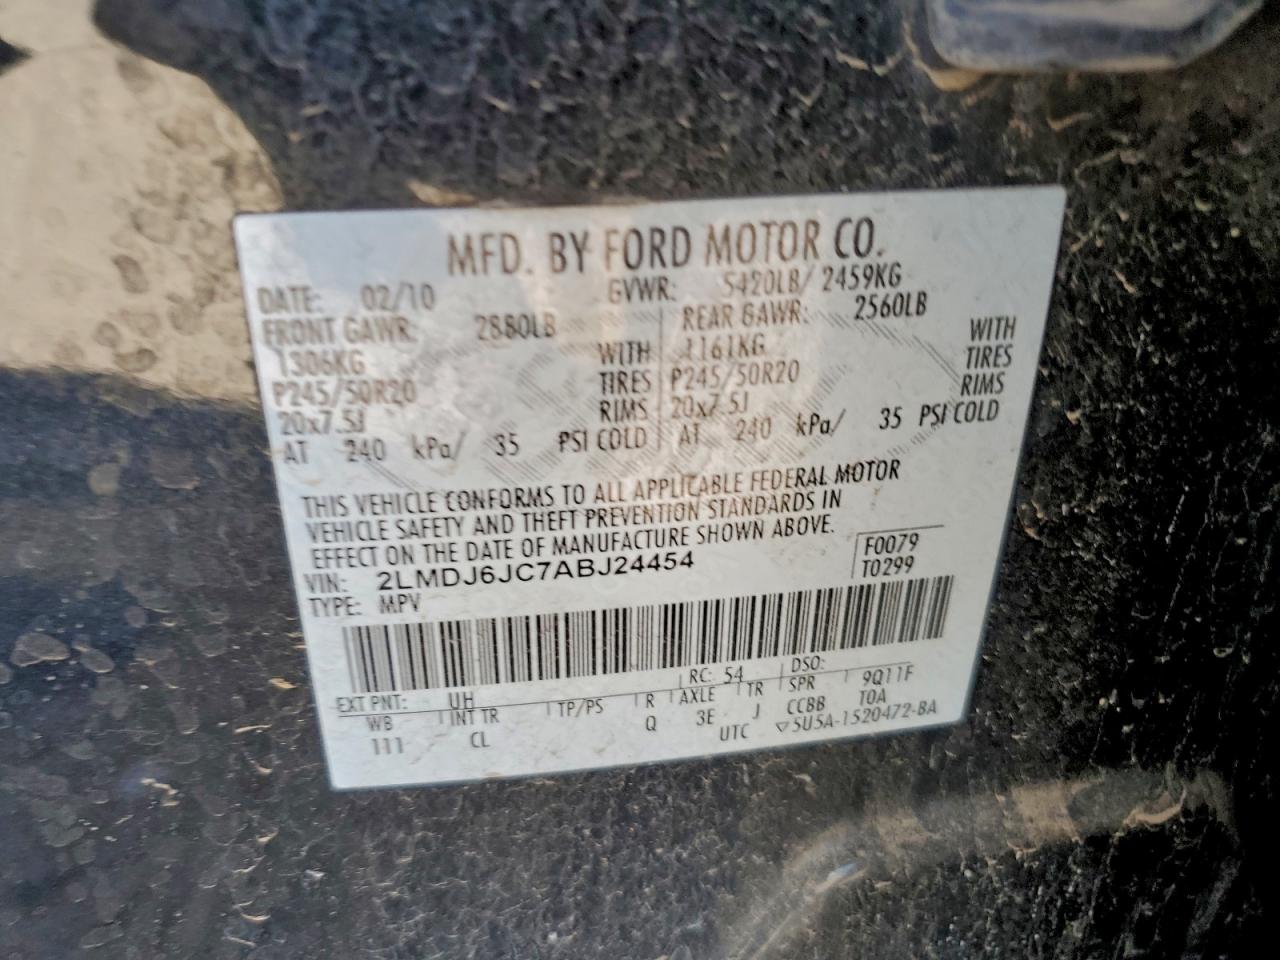 MFD. BY FORD MOTOR CO.
DATE: 02/10 GVWR: 5420LB/ 2459KG
FRONT GAWR: 2880LB REAR GAWR: 2560LB
1306KG WITH 1161KG WITH
P245/50R20 TIRES P245/50R20 TIRES
20x7.5J RIMS 20x7.5J RIMS
AT 240 kPa/ 35 PSI COLD AT 240 kPa/ 35 PSI COLD
THIS VEHICLE CONFORMS TO ALL APPLICABLE FEDERAL MOTOR
VEHICLE SAFETY AND THEFT PREVENTION STANDARDS IN
EFFECT ON THE DATE OF MANUFACTURE SHOWN ABOVE.
VIN: 2LMDJ6JC7ABJ24454 F0079
TYPE: MPV T0299
EXT PNT: UH RC: 54 DSO:
WB INT TR TP/PS R AXLE TR SPR 9Q11F
111 CL Q 3E J CCBB TOA
UTC ▽5U5A-1520472-BA